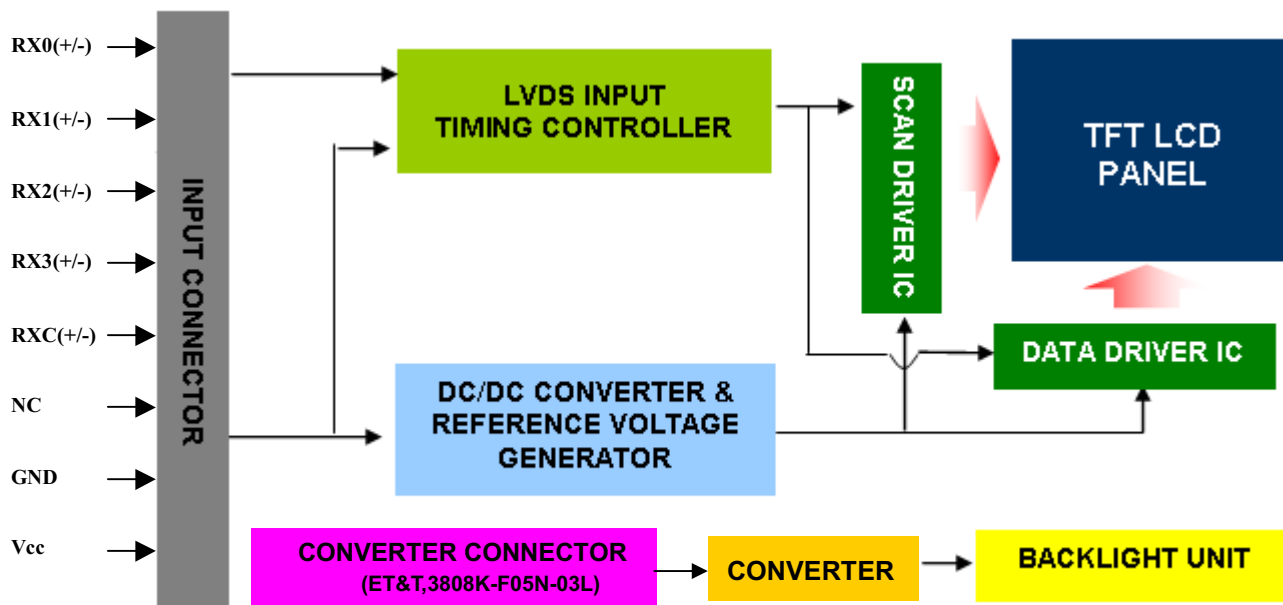 RX0(+/-)
RX1(+/-)
RX2(+/-)
RX3(+/-)
RXC(+/-)
NC
GND
Vcc
INPUT CONNECTOR
LVDS INPUT
TIMING CONTROLLER
SCAN DRIVER IC
TFT LCD
PANEL
DATA DRIVER IC
DC/DC CONVERTER &
REFERENCE VOLTAGE
GENERATOR
CONVERTER CONNECTOR
(ET&T,3808K-F05N-03L)
CONVERTER
BACKLIGHT UNIT